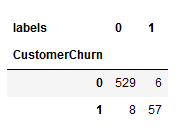 labels 0 1
CustomerChurn
0 529 6
1 8 57